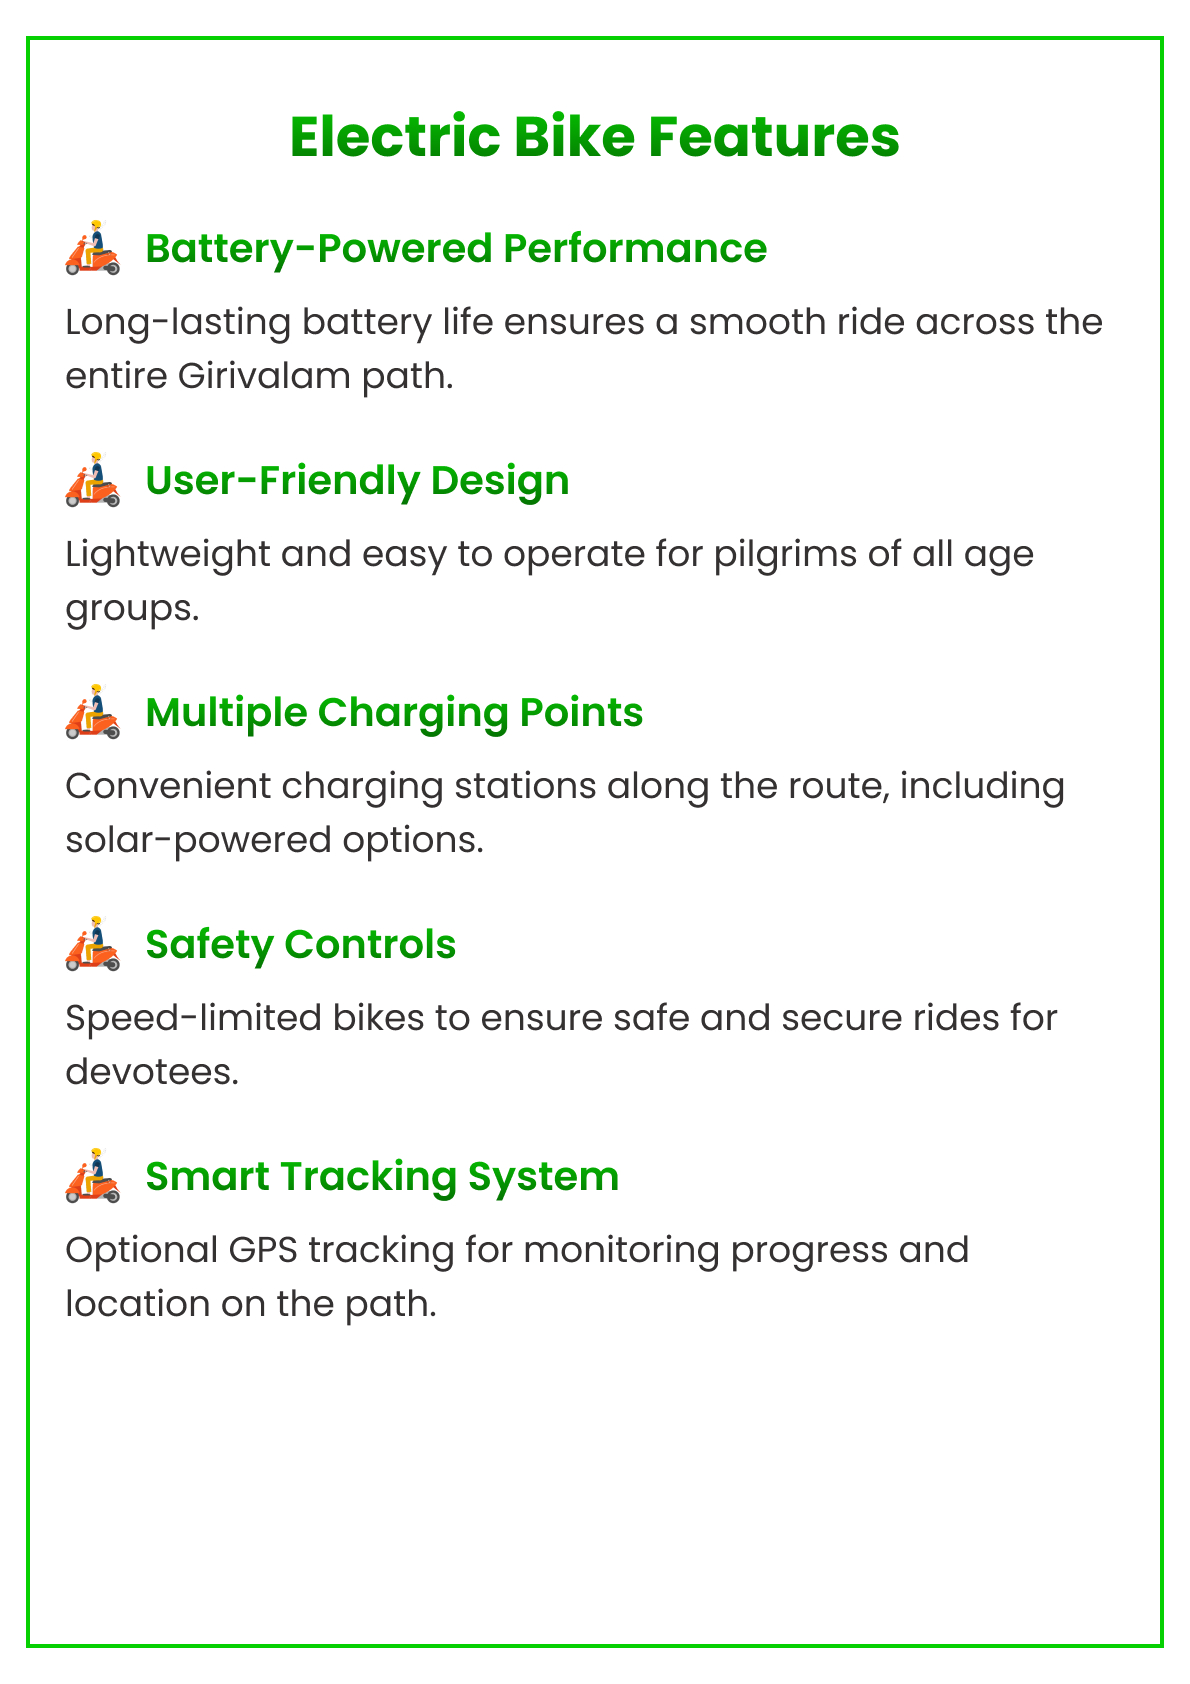 Electric Bike Features
Battery-Powered Performance
Long-lasting battery life ensures a smooth ride across the
entire Girivalam path.
User-Friendly Design
Lightweight and easy to operate for pilgrims of all age
groups.
Multiple Charging Points
Convenient charging stations along the route, including
solar-powered options.
Safety Controls
Speed-limited bikes to ensure safe and secure rides for
devotees.
Smart Tracking System
Optional GPS tracking for monitoring progress and
location on the path.